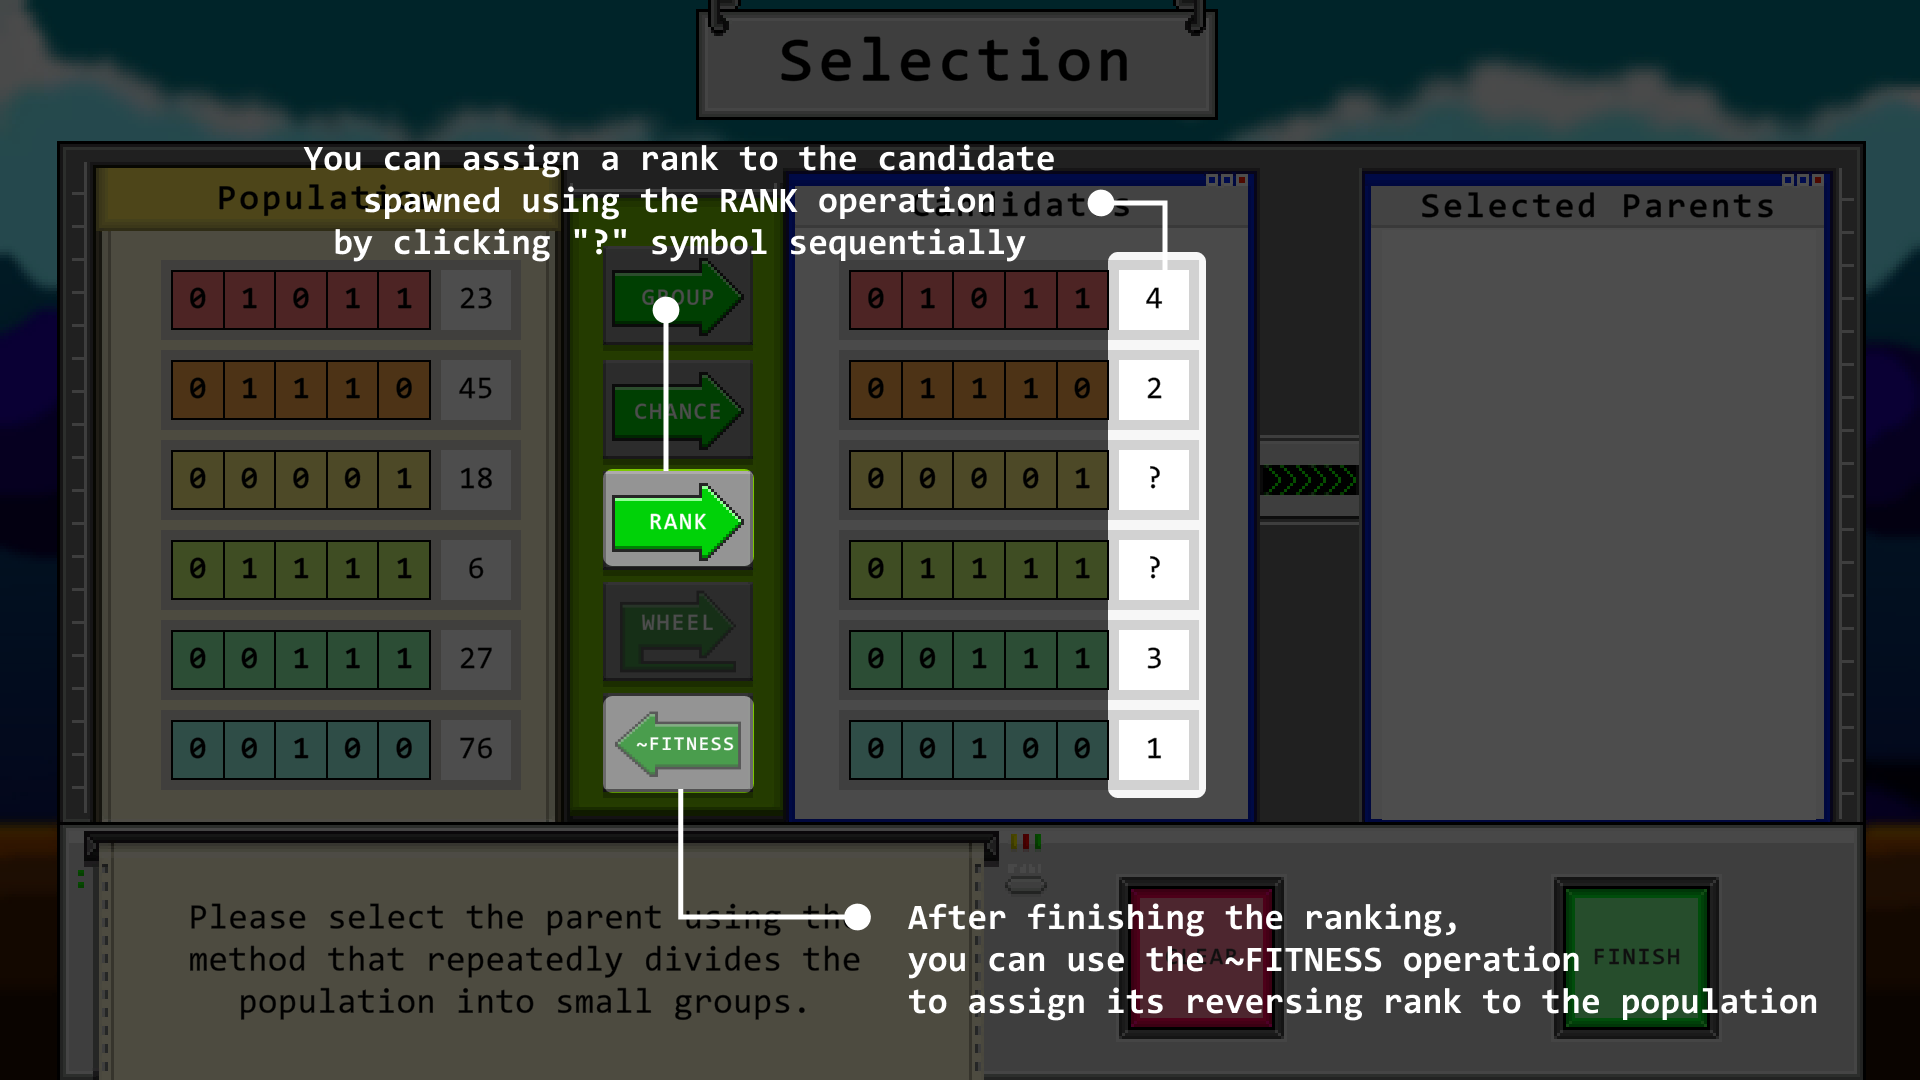 Selection
You can assign a rank to the candidate
spawned using the RANK operation
by clicking "?" symbol sequentially
Population
Candidates
Selected Parents
0 1 0 1 1 23
0 1 1 1 0 45
0 0 0 0 1 18
0 1 1 1 1 6
0 0 1 1 1 27
0 0 1 0 0 76
GROUP
CHANCE
RANK
WHEEL
~FITNESS
0 1 0 1 1 4
0 1 1 1 0 2
0 0 0 0 1 ?
0 1 1 1 1 ?
0 0 1 1 1 3
0 0 1 0 0 1
Please select the parent using the
method that repeatedly divides the
population into small groups.
After finishing the ranking,
you can use the ~FITNESS operation
to assign its reversing rank to the population
CLEAR
FINISH